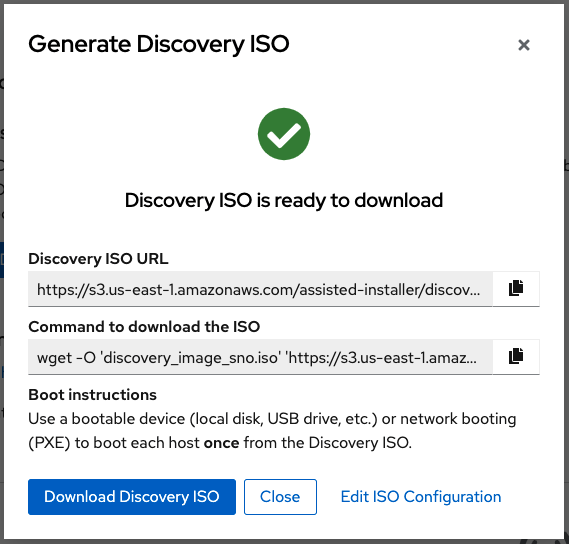 Generate Discovery ISO
Discovery ISO is ready to download
Discovery ISO URL
https://s3.us-east-1.amazonaws.com/assisted-installer/discov...
Command to download the ISO
wget -O 'discovery_image_sno.iso' 'https://s3.us-east-1.amaz...
Boot instructions
Use a bootable device (local disk, USB drive, etc.) or network booting
(PXE) to boot each host once from the Discovery ISO.
Download Discovery ISO
Close
Edit ISO Configuration